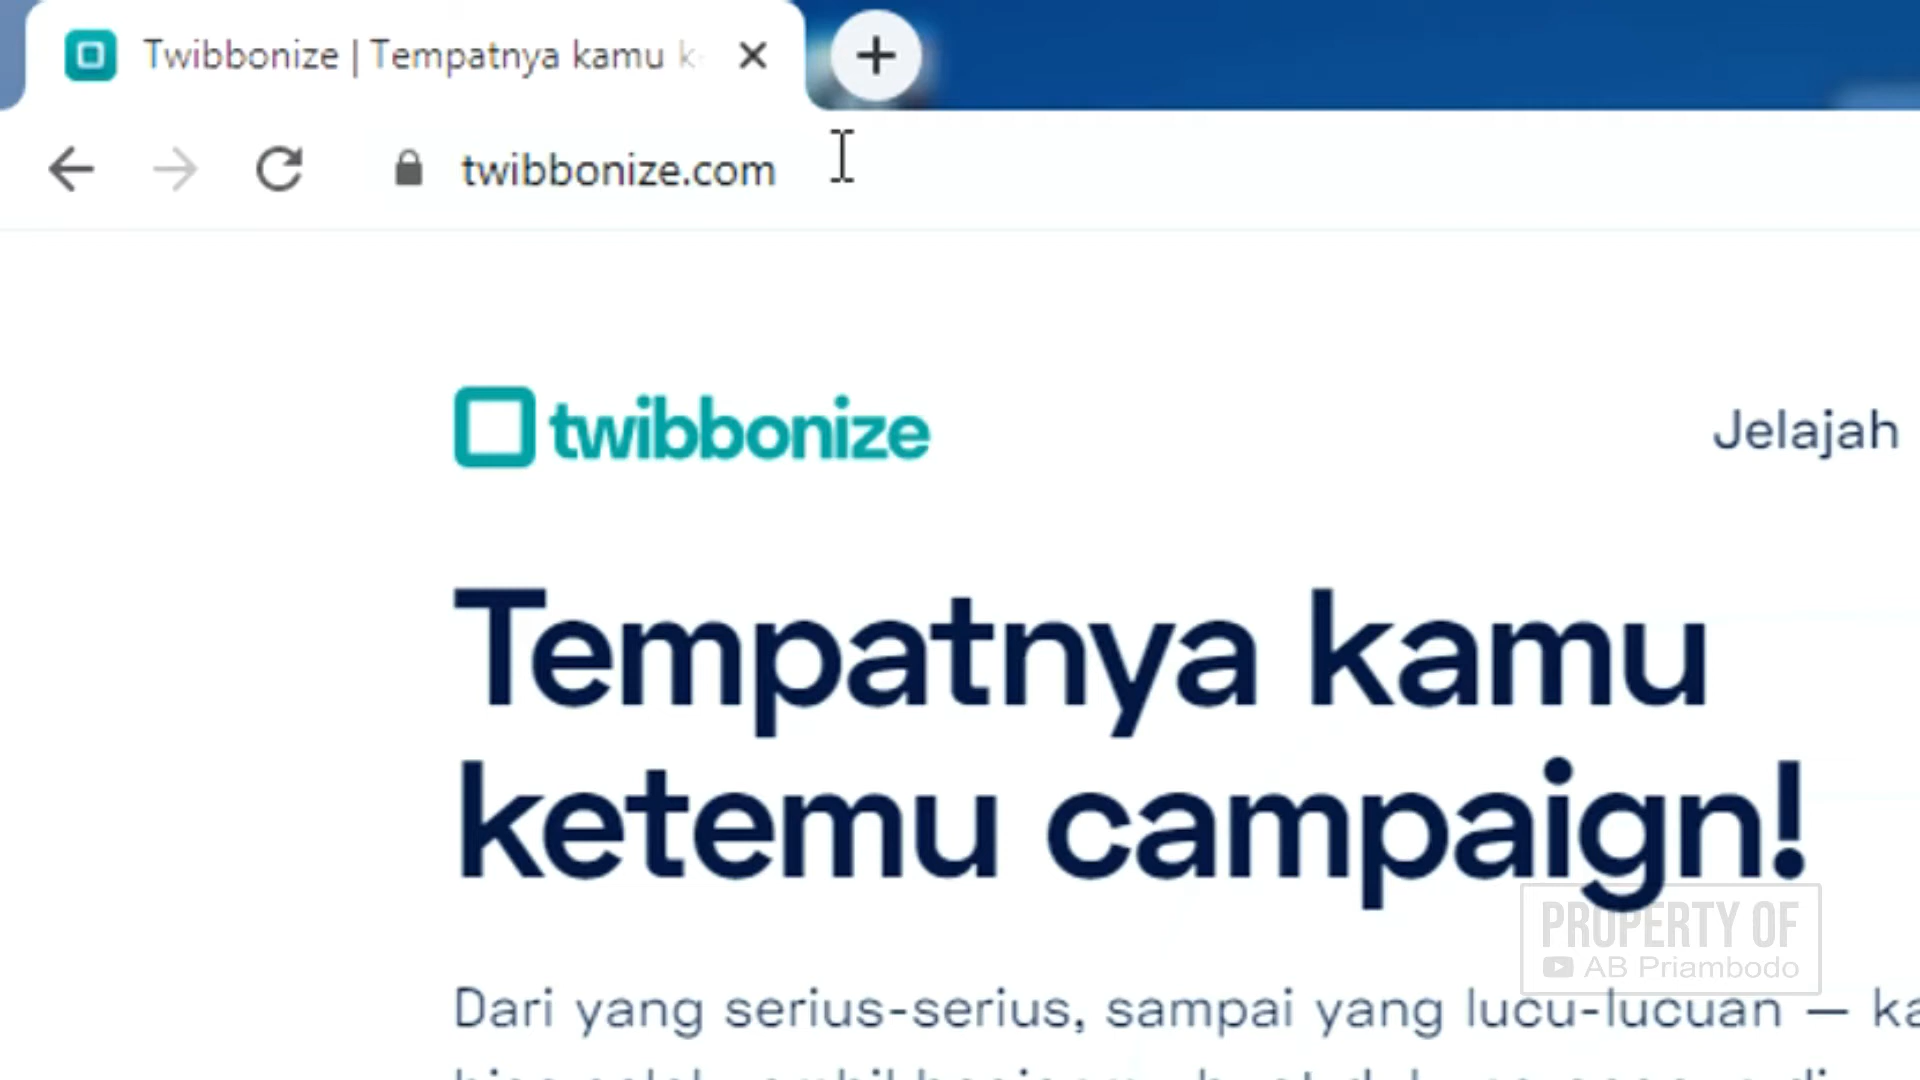 Twibbonize | Tempatnya kamu
twibbonize.com
twibbonize
Jelajah
Tempatnya kamu
ketemu campaign!
PROPERTY OF
AB Priambodo
Dari yang serius-serius, sampai yang lucu-lucuan —